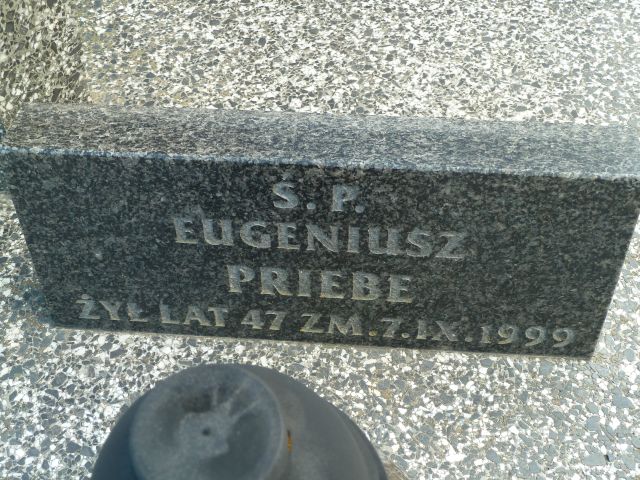 Ś. P.
EUGENIUSZ
PRIEBE
ŻYŁ LAT 47 ZM. 7. IX. 1999